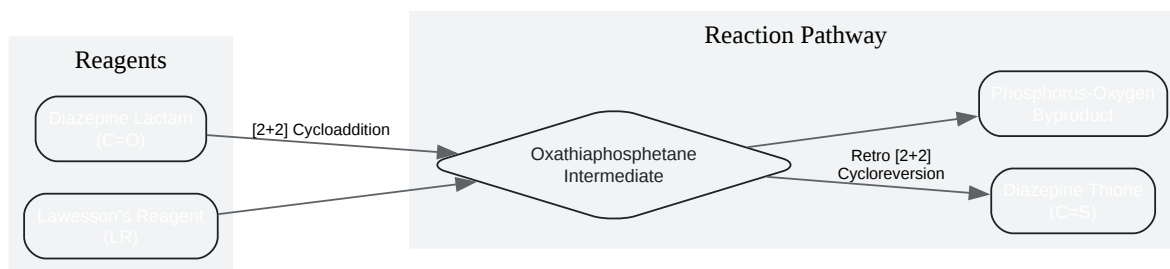 Reagents
Diazepine Lactam
(C=O)
Lawesson's Reagent
(LR)
[2+2] Cycloaddition
Reaction Pathway
Oxathiaphosphetane
Intermediate
Phosphorus-Oxygen
Byproduct
Retro [2+2]
Cycloreversion
Diazepine Thione
(C=S)